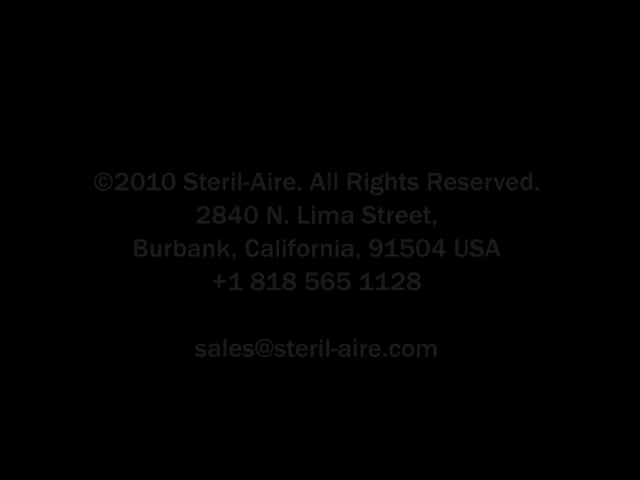 ©2010 Steril-Aire. All Rights Reserved.
2840 N. Lima Street,
Burbank, California, 91504 USA
+1 818 565 1128
sales@steril-aire.com